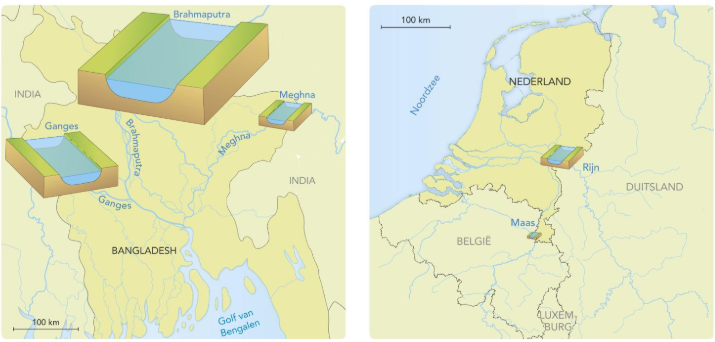 Brahmaputra
INDIA
Meghna
Ganges
Brahmaputra
Meghna
INDIA
Ganges
BANGLADESH
100 km
Golf van
Bengalen
100 km
Noordzee
NEDERLAND
Rijn
DUITSLAND
Maas
BELGIË
LUXEM
BURG